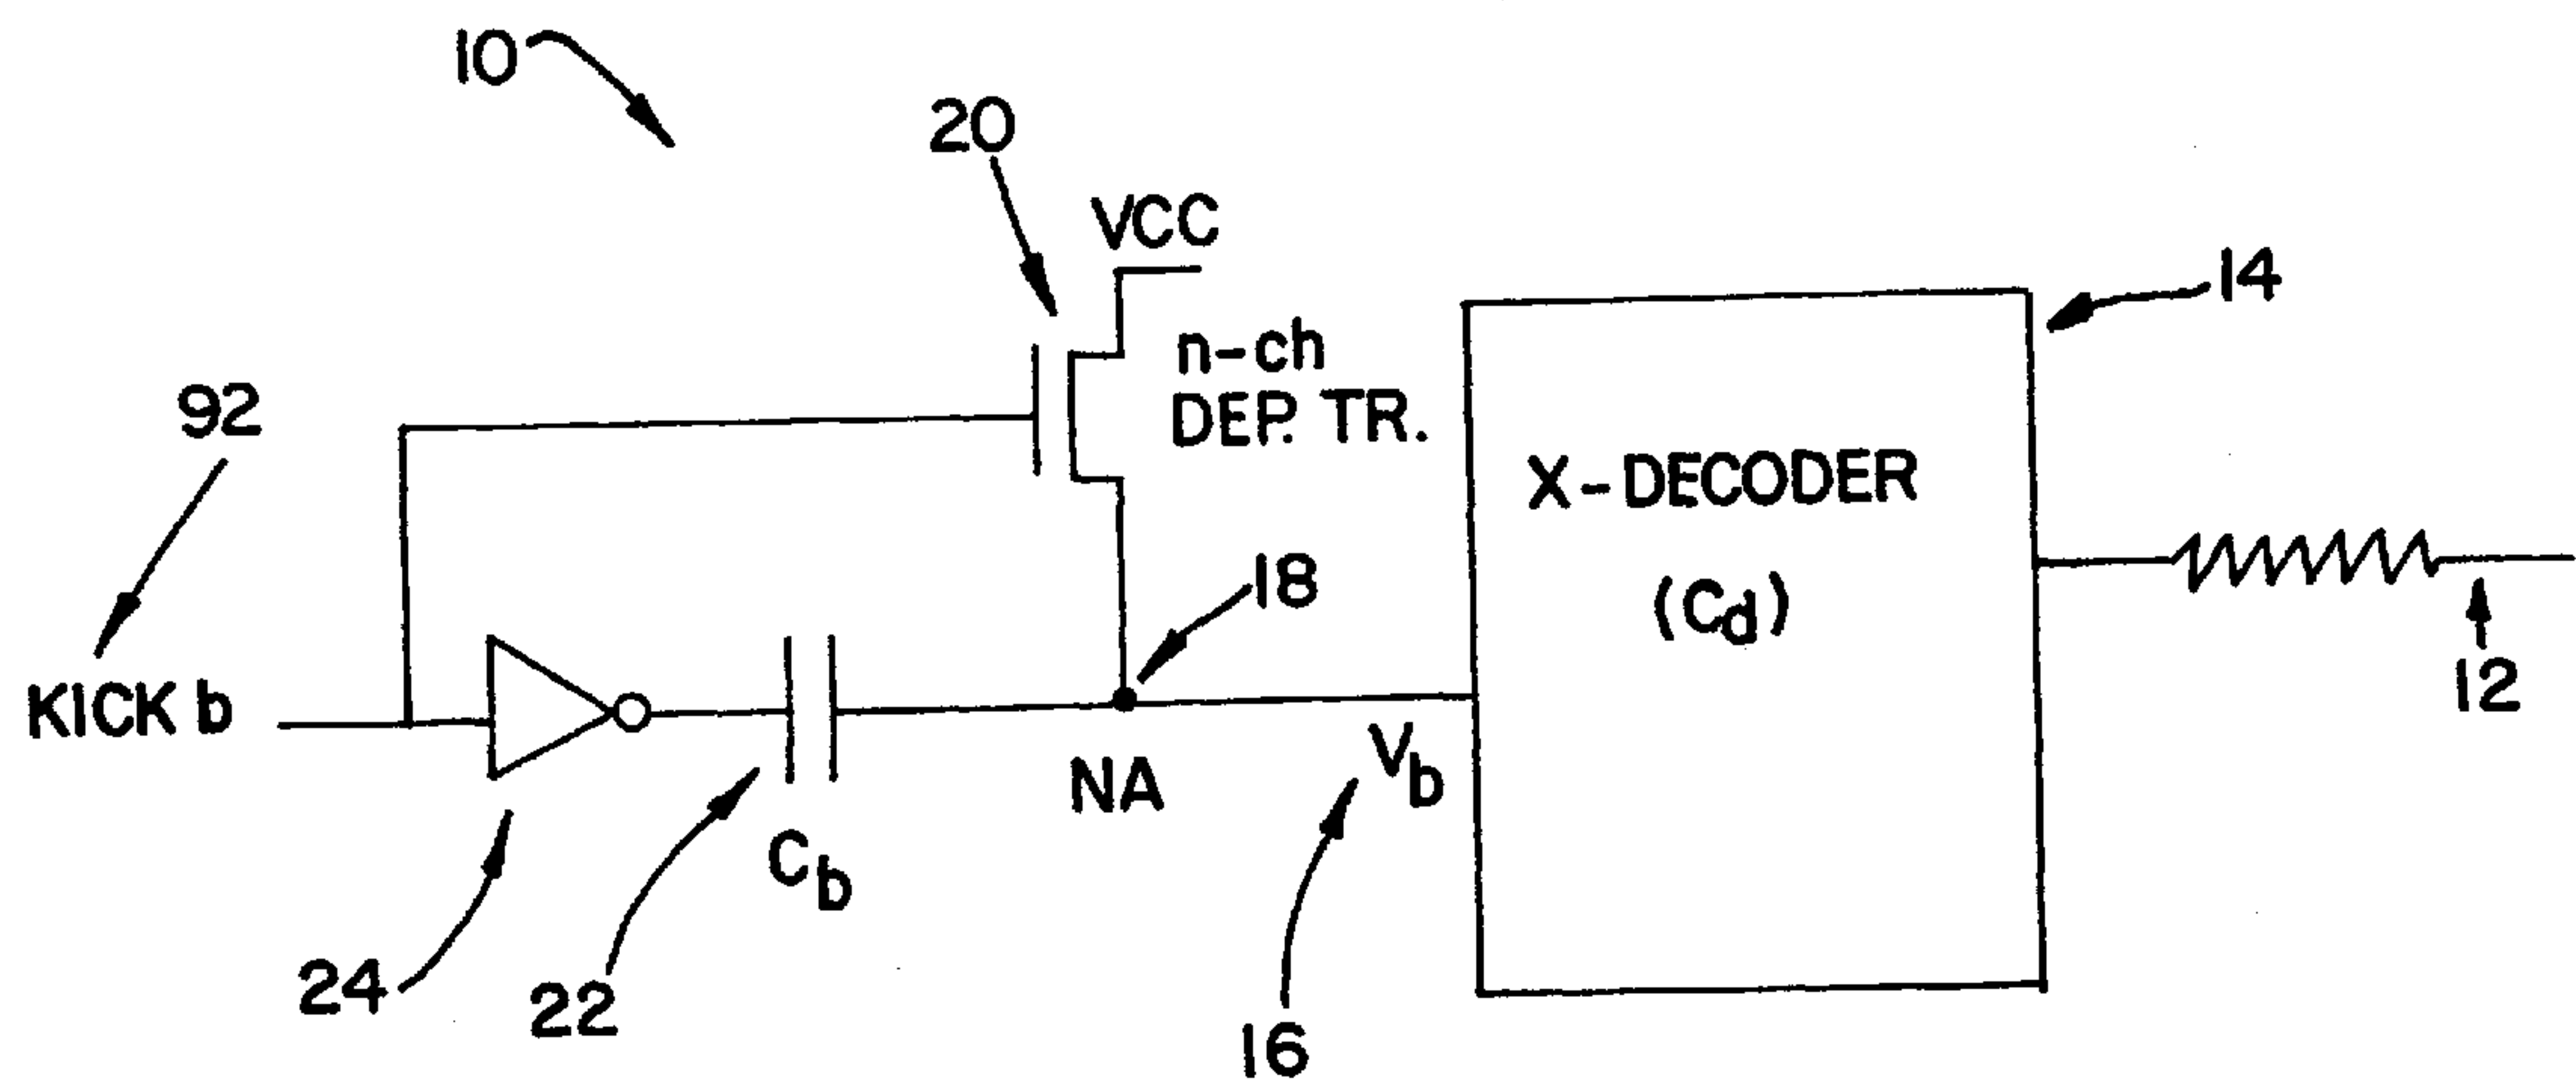 10
20
VCC
14
n-ch
DEP. TR.
92
X-DECODER
(Cd)
18
12
KICK b
NA
Vb
Cb
24
22
16